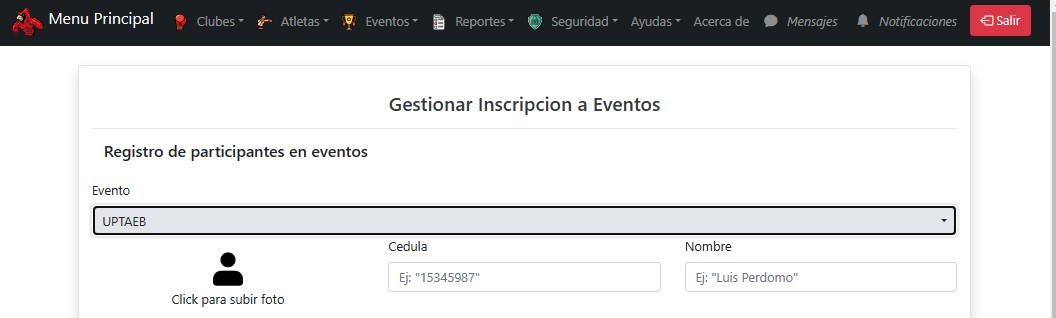 Menu Principal Clubes Atletas Eventos Reportes Seguridad Ayudas Acerca de Mensajes Notificaciones Salir
Gestionar Inscripcion a Eventos
Registro de participantes en eventos
Evento
UPTAEB
Cedula Nombre
Ej: "15345987" Ej: "Luis Perdomo"
Click para subir foto